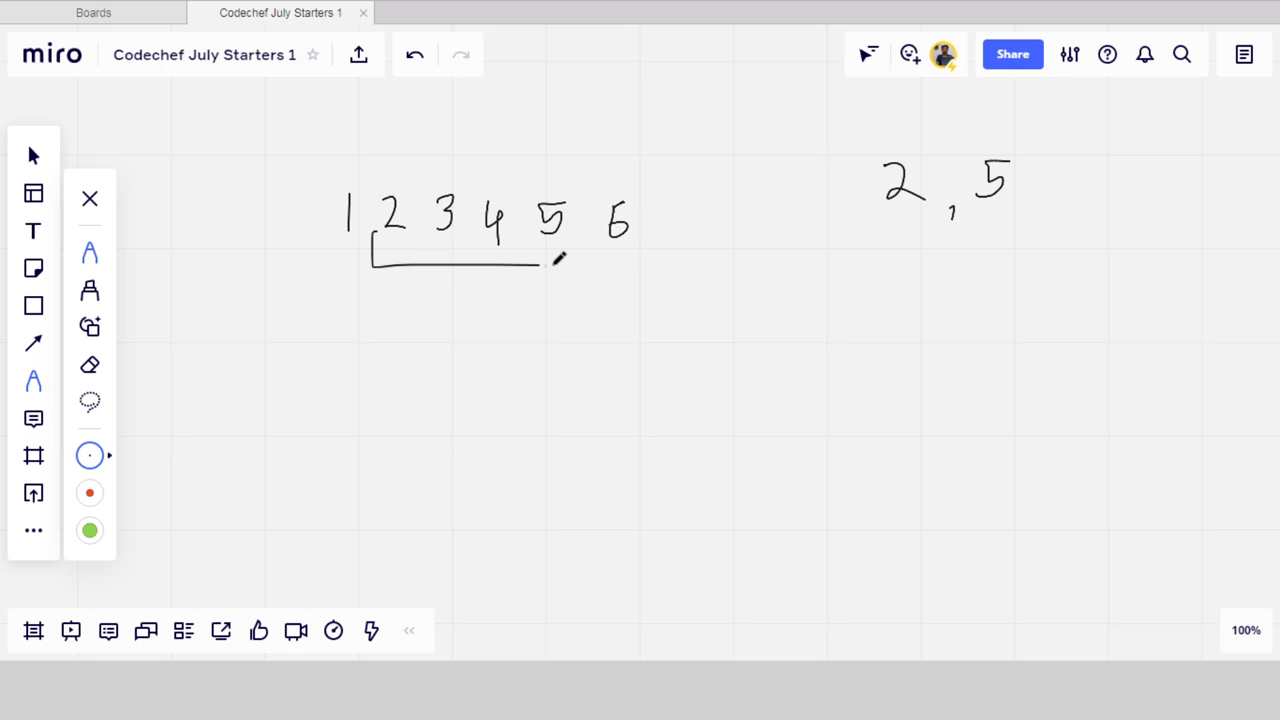 Boards
Codechef July Starters 1
miro
Codechef July Starters 1
Share
2 , 5
1 2 3 4 5 6
T
100%